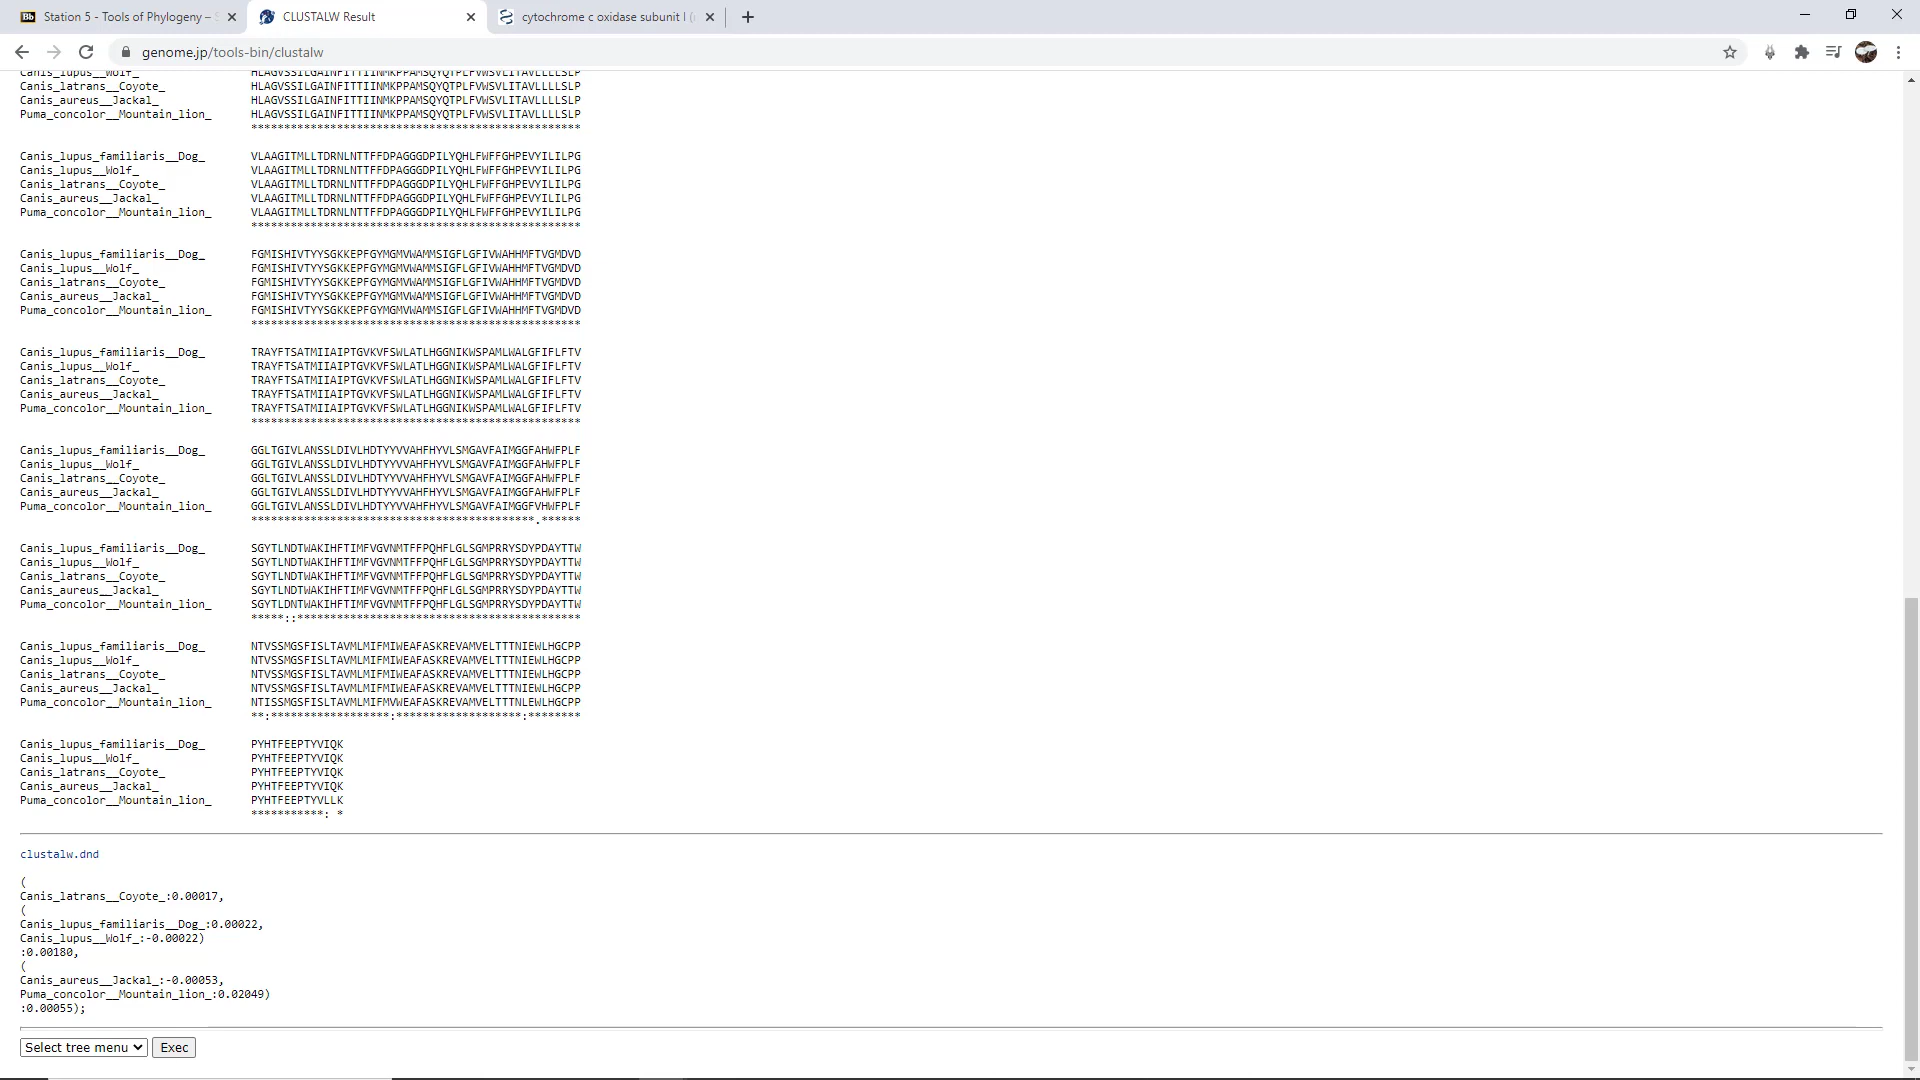 Station 5 - Tools of Phylogeny –
CLUSTALW Result
cytochrome c oxidase subunit I
genome.jp/tools-bin/clustalw
Canis_lupus__Wolf_ HLAGVSSILGAINFITTIINMKPPAMSQYQTPLFVWSVLITAVLLLLSLP
Canis_latrans__Coyote_ HLAGVSSILGAINFITTIINMKPPAMSQYQTPLFVWSVLITAVLLLLSLP
Canis_aureus__Jackal_ HLAGVSSILGAINFITTIINMKPPAMSQYQTPLFVWSVLITAVLLLLSLP
Puma_concolor__Mountain_lion_ HLAGVSSILGAINFITTIINMKPPAMSQYQTPLFVWSVLITAVLLLLSLP
**************************************************
Canis_lupus_familiaris__Dog_ VLAAGITMLLTDRNLNTTFFDPAGGGDPILYQHLFWFFGHPEVYILILPG
Canis_lupus__Wolf_ VLAAGITMLLTDRNLNTTFFDPAGGGDPILYQHLFWFFGHPEVYILILPG
Canis_latrans__Coyote_ VLAAGITMLLTDRNLNTTFFDPAGGGDPILYQHLFWFFGHPEVYILILPG
Canis_aureus__Jackal_ VLAAGITMLLTDRNLNTTFFDPAGGGDPILYQHLFWFFGHPEVYILILPG
Puma_concolor__Mountain_lion_ VLAAGITMLLTDRNLNTTFFDPAGGGDPILYQHLFWFFGHPEVYILILPG
**************************************************
Canis_lupus_familiaris__Dog_ FGMISHIVTYYSGKKEPFGYMGMVWAMMSIGFLGFIVWAHHMFTVGMDVD
Canis_lupus__Wolf_ FGMISHIVTYYSGKKEPFGYMGMVWAMMSIGFLGFIVWAHHMFTVGMDVD
Canis_latrans__Coyote_ FGMISHIVTYYSGKKEPFGYMGMVWAMMSIGFLGFIVWAHHMFTVGMDVD
Canis_aureus__Jackal_ FGMISHIVTYYSGKKEPFGYMGMVWAMMSIGFLGFIVWAHHMFTVGMDVD
Puma_concolor__Mountain_lion_ FGMISHIVTYYSGKKEPFGYMGMVWAMMSIGFLGFIVWAHHMFTVGMDVD
**************************************************
Canis_lupus_familiaris__Dog_ TRAYFTSATMIIAIPTGVKVFSWLATLHGGNIKWSPAMLWALGFIFLFTV
Canis_lupus__Wolf_ TRAYFTSATMIIAIPTGVKVFSWLATLHGGNIKWSPAMLWALGFIFLFTV
Canis_latrans__Coyote_ TRAYFTSATMIIAIPTGVKVFSWLATLHGGNIKWSPAMLWALGFIFLFTV
Canis_aureus__Jackal_ TRAYFTSATMIIAIPTGVKVFSWLATLHGGNIKWSPAMLWALGFIFLFTV
Puma_concolor__Mountain_lion_ TRAYFTSATMIIAIPTGVKVFSWLATLHGGNIKWSPAMLWALGFIFLFTV
**************************************************
Canis_lupus_familiaris__Dog_ GGLTGIVLANSSLDIVLHDTYYVVAHFHYVLSMGAVFAIMGGFAHWFPLF
Canis_lupus__Wolf_ GGLTGIVLANSSLDIVLHDTYYVVAHFHYVLSMGAVFAIMGGFAHWFPLF
Canis_latrans__Coyote_ GGLTGIVLANSSLDIVLHDTYYVVAHFHYVLSMGAVFAIMGGFAHWFPLF
Canis_aureus__Jackal_ GGLTGIVLANSSLDIVLHDTYYVVAHFHYVLSMGAVFAIMGGFAHWFPLF
Puma_concolor__Mountain_lion_ GGLTGIVLANSSLDIVLHDTYYVVAHFHYVLSMGAVFAIMGGFVHWFPLF
*******************************************.******
Canis_lupus_familiaris__Dog_ SGYTLNDTWAKIHFTIMFVGVNMTFFPQHFLGLSGMPRRYSDYPDAYTTW
Canis_lupus__Wolf_ SGYTLNDTWAKIHFTIMFVGVNMTFFPQHFLGLSGMPRRYSDYPDAYTTW
Canis_latrans__Coyote_ SGYTLNDTWAKIHFTIMFVGVNMTFFPQHFLGLSGMPRRYSDYPDAYTTW
Canis_aureus__Jackal_ SGYTLNDTWAKIHFTIMFVGVNMTFFPQHFLGLSGMPRRYSDYPDAYTTW
Puma_concolor__Mountain_lion_ SGYTLDNTWAKIHFTIMFVGVNMTFFPQHFLGLSGMPRRYSDYPDAYTTW
*****::*******************************************
Canis_lupus_familiaris__Dog_ NTVSSMGSFISLTAVMLMIFMIWEAFASKREVAMVELTTTNIEWLHGCPP
Canis_lupus__Wolf_ NTVSSMGSFISLTAVMLMIFMIWEAFASKREVAMVELTTTNIEWLHGCPP
Canis_latrans__Coyote_ NTVSSMGSFISLTAVMLMIFMIWEAFASKREVAMVELTTTNIEWLHGCPP
Canis_aureus__Jackal_ NTVSSMGSFISLTAVMLMIFMIWEAFASKREVAMVELTTTNIEWLHGCPP
Puma_concolor__Mountain_lion_ NTISSMGSFISLTAVMLMIFMVWEAFASKREVAMVELTTTNLEWLHGCPP
**:******************:*******************:********
Canis_lupus_familiaris__Dog_ PYHTFEEPTYVIQK
Canis_lupus__Wolf_ PYHTFEEPTYVIQK
Canis_latrans__Coyote_ PYHTFEEPTYVIQK
Canis_aureus__Jackal_ PYHTFEEPTYVIQK
Puma_concolor__Mountain_lion_ PYHTFEEPTYVLLK
***********: *
clustalw.dnd
(
Canis_latrans__Coyote_:0.00017,
(
Canis_lupus_familiaris__Dog_:0.00022,
Canis_lupus__Wolf_:-0.00022)
:0.00180,
(
Canis_aureus__Jackal_:-0.00053,
Puma_concolor__Mountain_lion_:0.02049)
:0.00055);
Select tree menu Exec